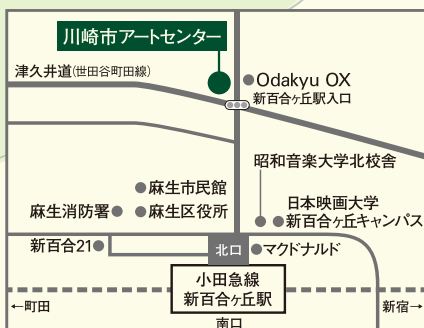 川崎市アートセンター
津久井道(世田谷町田線)
Odakyu OX
新百合ヶ丘駅入口
昭和音楽大学北校舎
麻生市民館
日本映画大学
新百合ヶ丘キャンパス
麻生消防署
麻生区役所
新百合21
北口
マクドナルド
小田急線
新百合ヶ丘駅
←町田
新宿→
南口